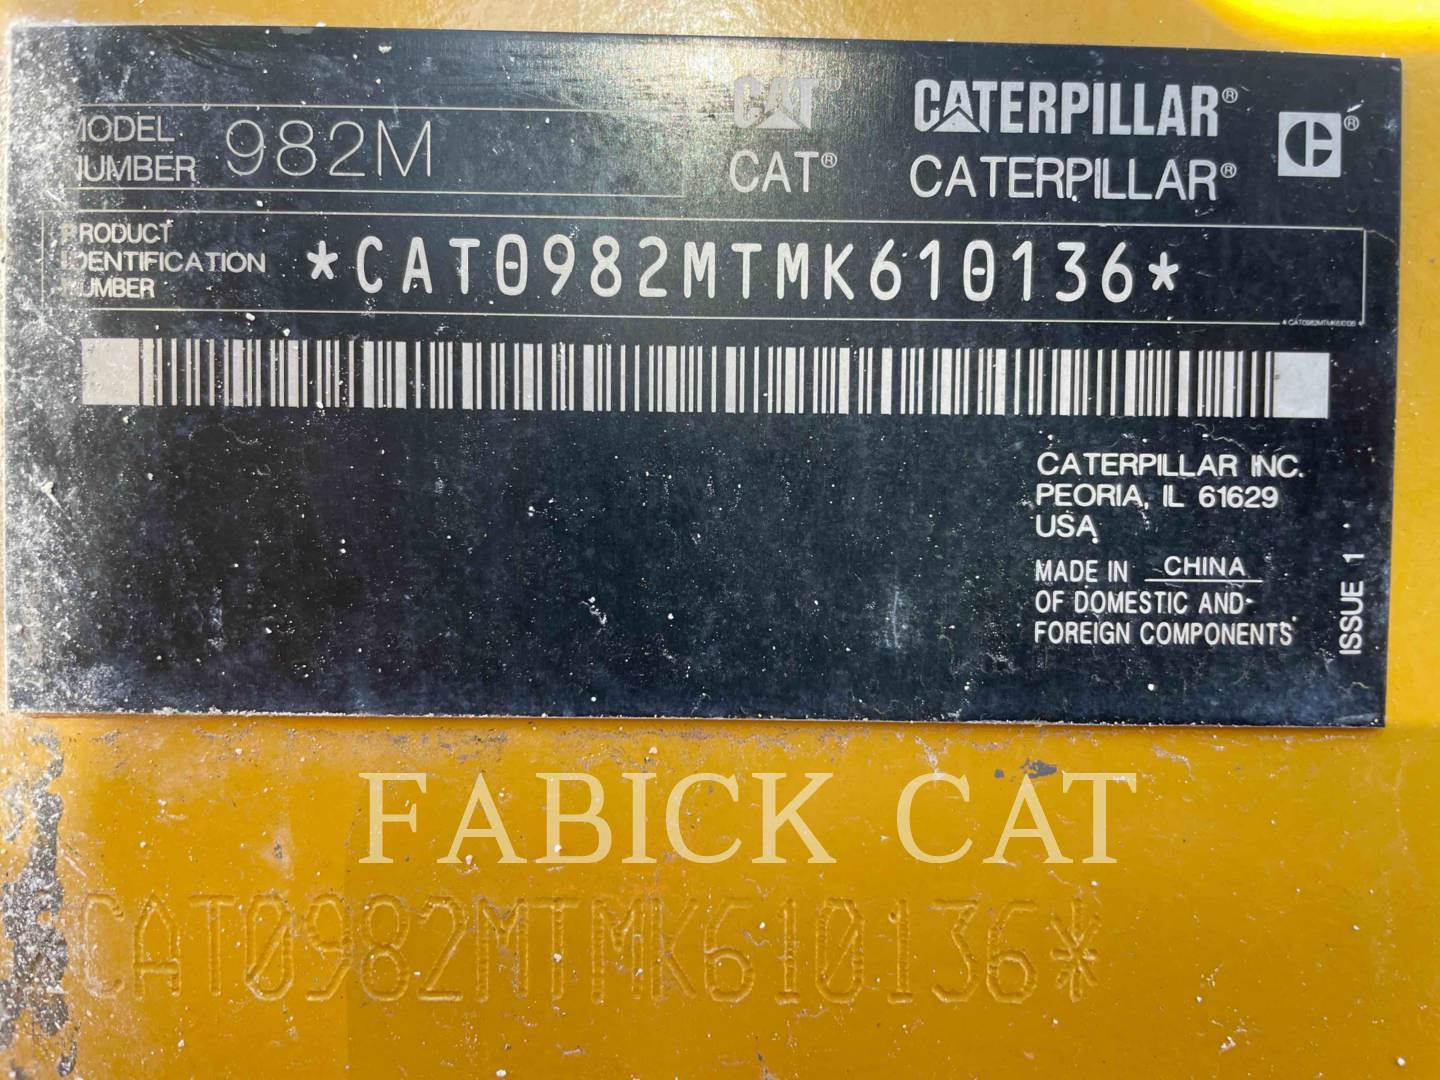 MODEL
NUMBER 982M
CAT® CATERPILLAR®
CAT® CATERPILLAR®
C®
PRODUCT
IDENTIFICATION
NUMBER
*CAT0982MTMK610136*
*CAT0982MTMK610136*
CATERPILLAR INC.
PEORIA, IL 61629
USA
MADE IN CHINA
OF DOMESTIC AND
FOREIGN COMPONENTS
ISSUE 1
FABICK CAT
CAT0982MTMK610136*